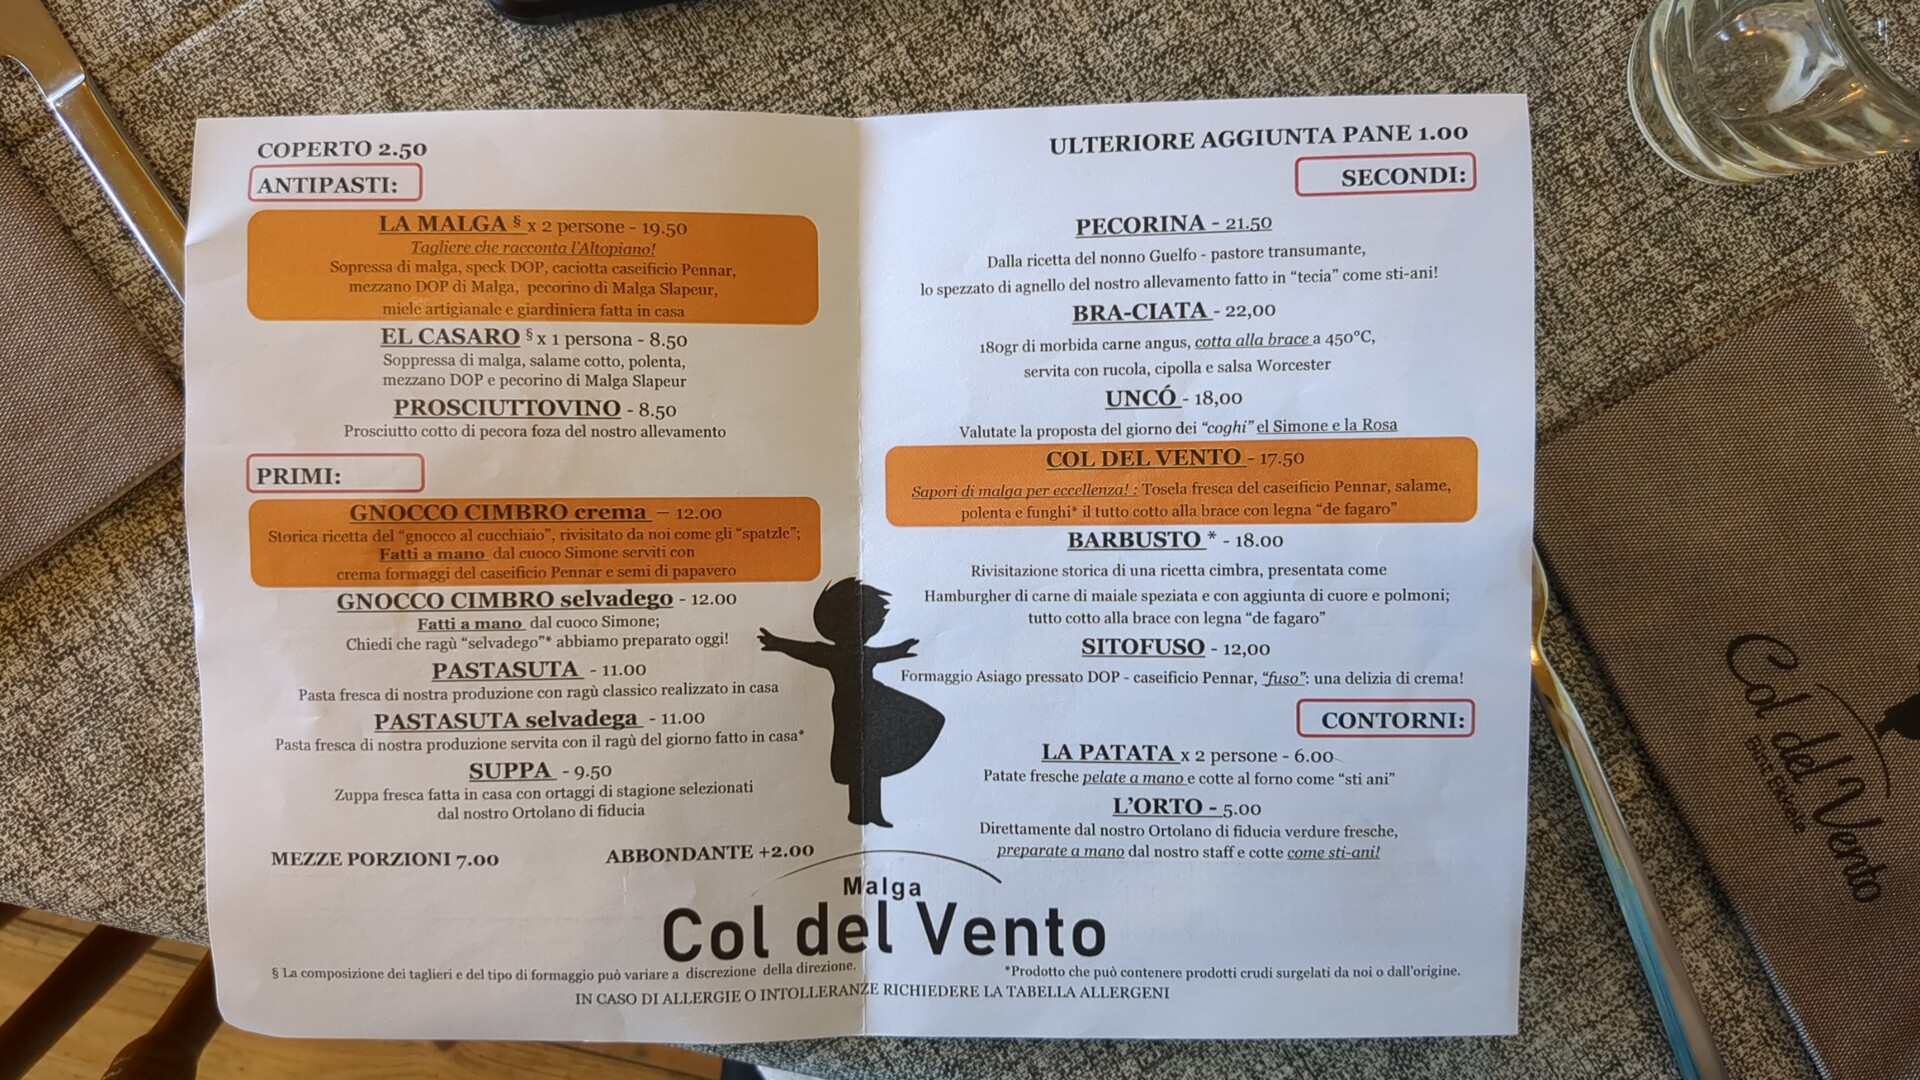 COPERTO 2.50
ANTIPASTI:
LA MALGA § x 2 persone - 19.50
Tagliere che racconta l'Altopiano!
Sopressa di malga, speck DOP, caciotta caseificio Pennar,
mezzano DOP di Malga, pecorino di Malga Slapeur,
miele artigianale e giardiniera fatta in casa
EL CASARO § x 1 persona - 8.50
Soppressa di malga, salame cotto, polenta,
mezzano DOP e pecorino di Malga Slapeur
PROSCIUTTOVINO - 8.50
Prosciutto cotto di pecora foza del nostro allevamento
PRIMI:
GNOCCO CIMBRO crema – 12.00
Storica ricetta del "gnocco al cucchiaio", rivisitato da noi come gli "spatzle";
Fatti a mano dal cuoco Simone serviti con
crema formaggi del caseificio Pennar e semi di papavero
GNOCCO CIMBRO selvadego - 12.00
Fatti a mano dal cuoco Simone;
Chiedi che ragù "selvadego"* abbiamo preparato oggi!
PASTASUTA - 11.00
Pasta fresca di nostra produzione con ragù classico realizzato in casa
PASTASUTA selvadega - 11.00
Pasta fresca di nostra produzione servita con il ragù del giorno fatto in casa*
SUPPA - 9.50
Zuppa fresca fatta in casa con ortaggi di stagione selezionati
dal nostro Ortolano di fiducia
MEZZE PORZIONI 7.00
ABBONDANTE +2.00
ULTERIORE AGGIUNTA PANE 1.00
SECONDI:
PECORINA - 21.50
Dalla ricetta del nonno Guelfo - pastore transumante,
lo spezzato di agnello del nostro allevamento fatto in "tecia" come sti-ani!
BRA-CIATA - 22,00
180gr di morbida carne angus, cotta alla brace a 450°C,
servita con rucola, cipolla e salsa Worcester
UNCÓ - 18,00
Valutate la proposta del giorno dei "coghi" el Simone e la Rosa
COL DEL VENTO - 17.50
Sapori di malga per eccellenza! : Tosela fresca del caseificio Pennar, salame,
polenta e funghi* il tutto cotto alla brace con legna "de fagaro"
BARBUSTO * - 18.00
Rivisitazione storica di una ricetta cimbra, presentata come
Hamburgher di carne di maiale speziata e con aggiunta di cuore e polmoni;
tutto cotto alla brace con legna "de fagaro"
SITOFUSO - 12,00
Formaggio Asiago pressato DOP - caseificio Pennar, "fuso": una delizia di crema!
CONTORNI:
LA PATATA x 2 persone - 6.00
Patate fresche pelate a mano e cotte al forno come "sti ani"
L'ORTO - 5.00
Direttamente dal nostro Ortolano di fiducia verdure fresche,
preparate a mano dal nostro staff e cotte come sti-ani!
Malga
Col del Vento
§ La composizione dei taglieri e del tipo di formaggio può variare a discrezione della direzione.
*Prodotto che può contenere prodotti crudi surgelati da noi o dall'origine.
IN CASO DI ALLERGIE O INTOLLERANZE RICHIEDERE LA TABELLA ALLERGENI
Col del Vento